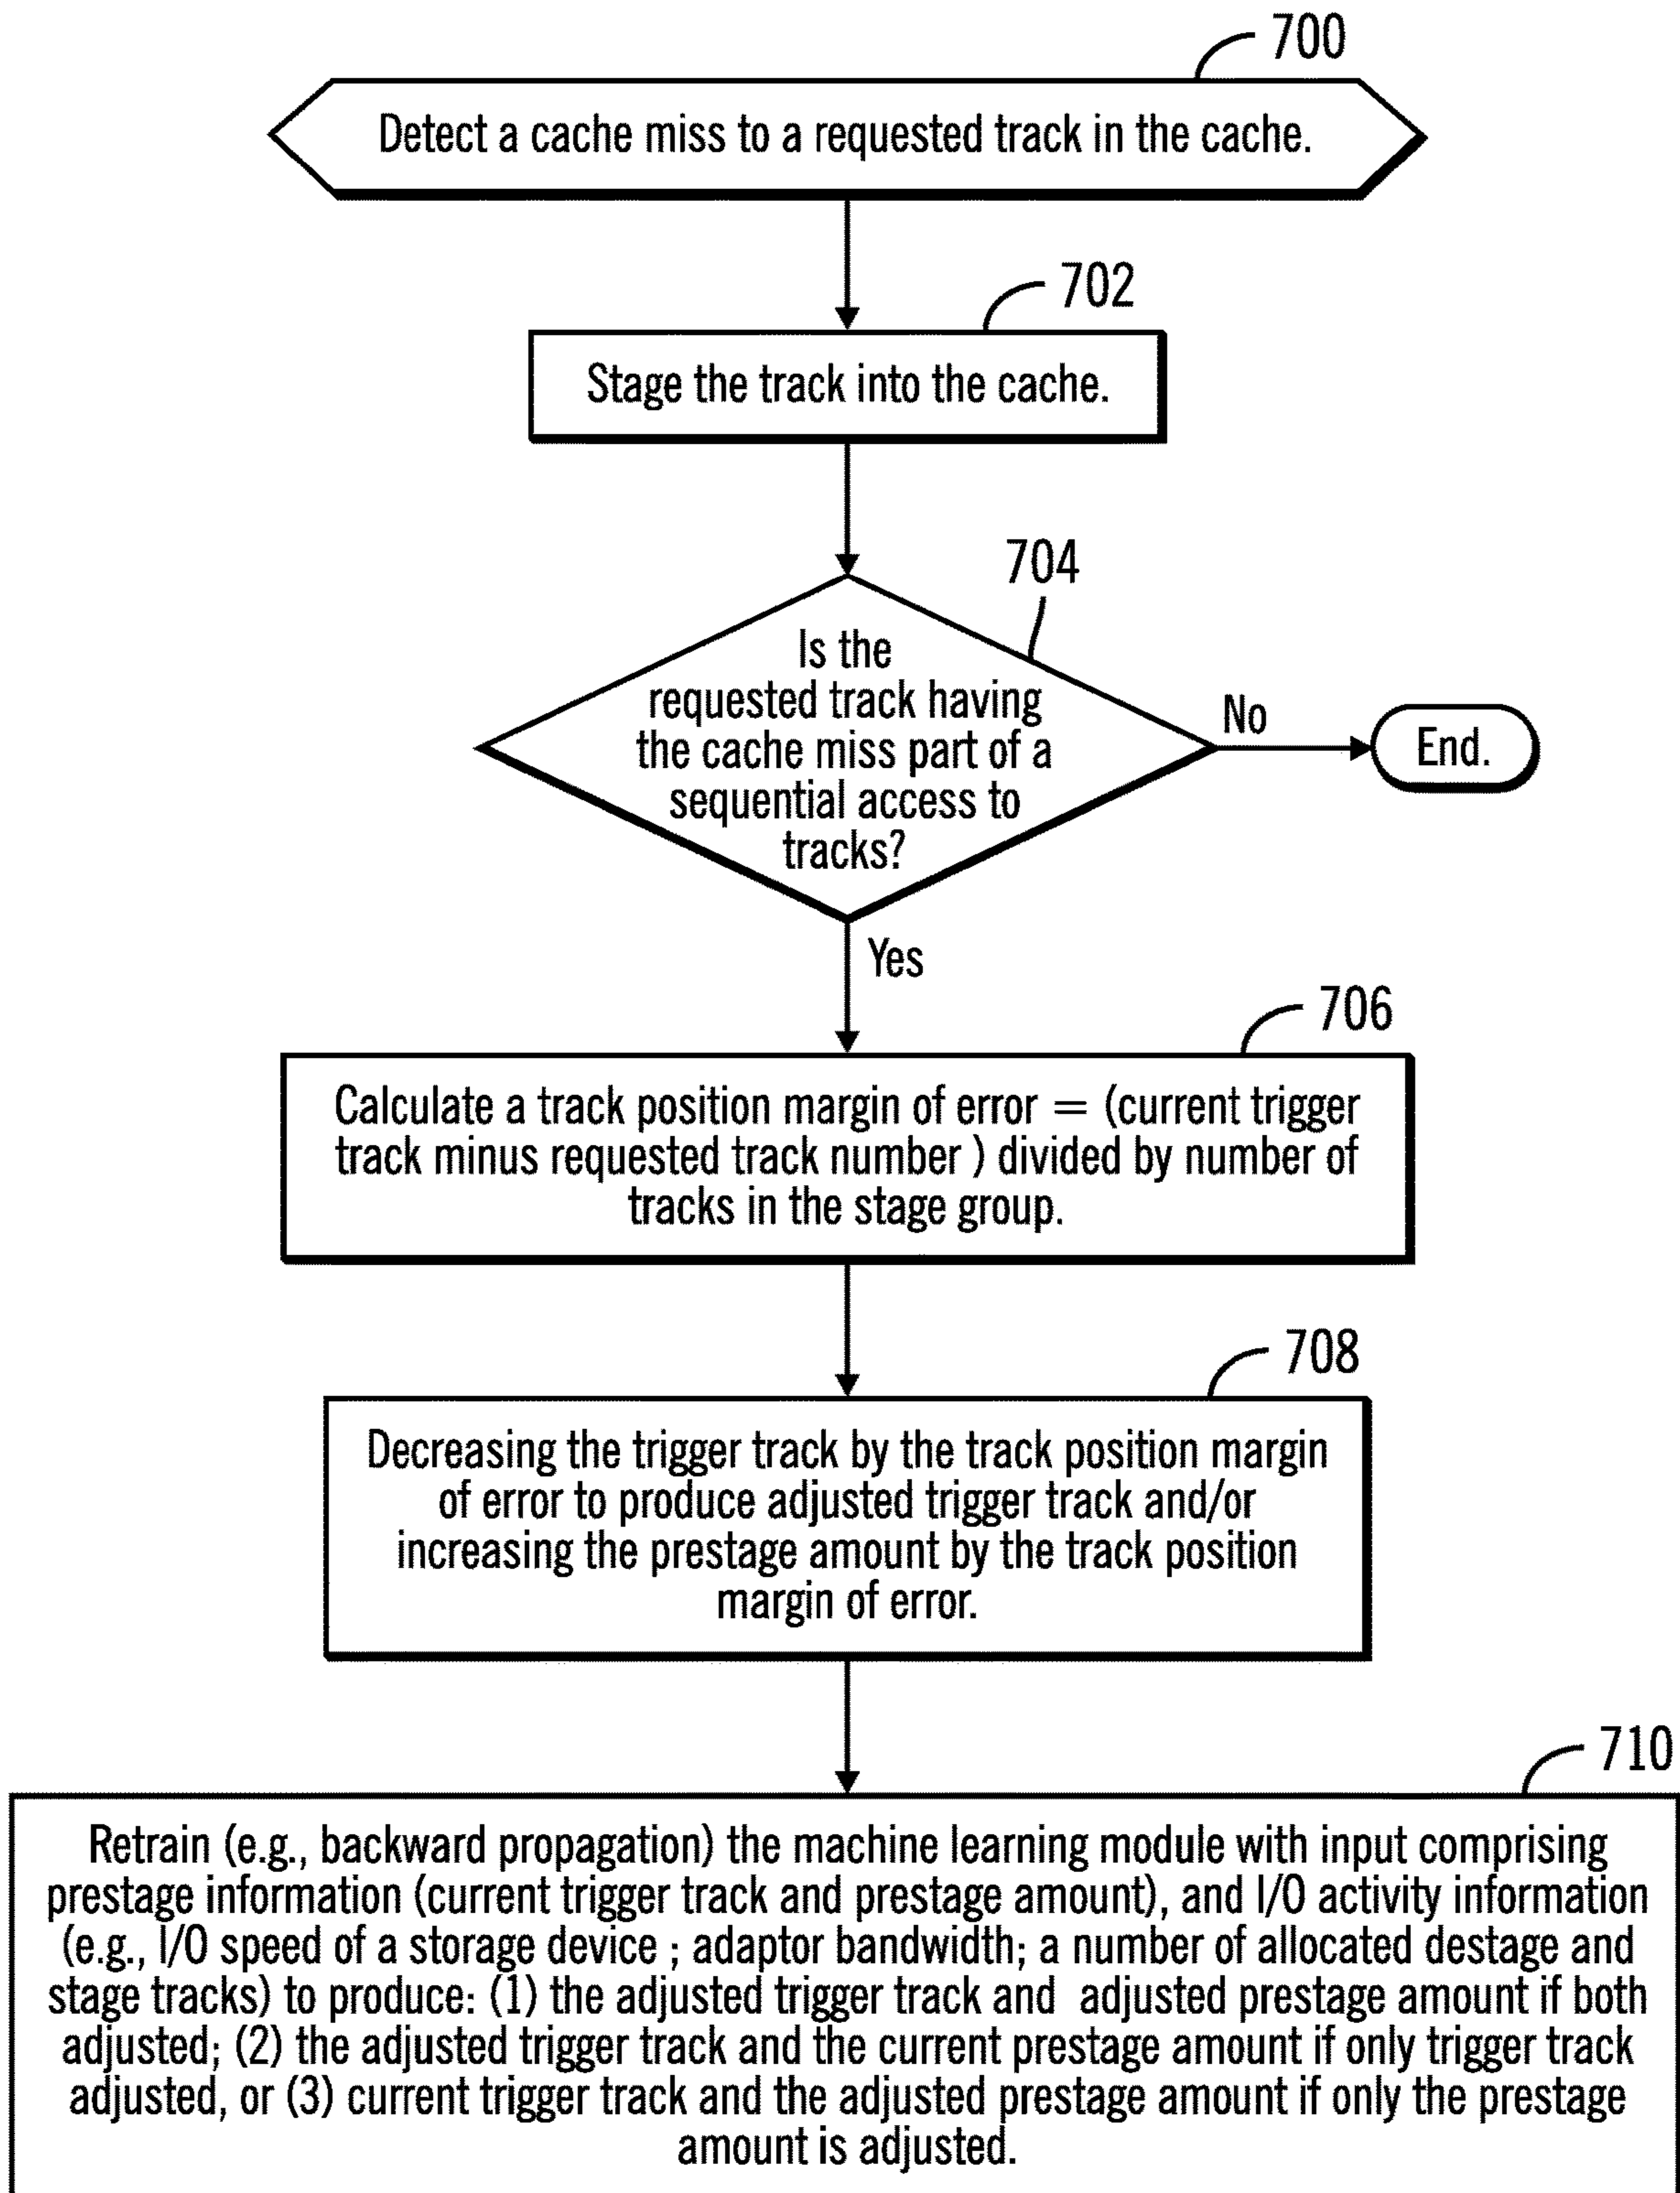 700
Detect a cache miss to a requested track in the cache.
702
Stage the track into the cache.
704
Is the
requested track having
the cache miss part of a
sequential access to
tracks?
No
End.
Yes
706
Calculate a track position margin of error = (current trigger
track minus requested track number ) divided by number of
tracks in the stage group.
708
Decreasing the trigger track by the track position margin
of error to produce adjusted trigger track and/or
increasing the prestage amount by the track position
margin of error.
710
Retrain (e.g., backward propagation) the machine learning module with input comprising
prestage information (current trigger track and prestage amount), and I/O activity information
(e.g., I/O speed of a storage device ; adaptor bandwidth; a number of allocated destage and
stage tracks) to produce: (1) the adjusted trigger track and adjusted prestage amount if both
adjusted; (2) the adjusted trigger track and the current prestage amount if only trigger track
adjusted, or (3) current trigger track and the adjusted prestage amount if only the prestage
amount is adjusted.